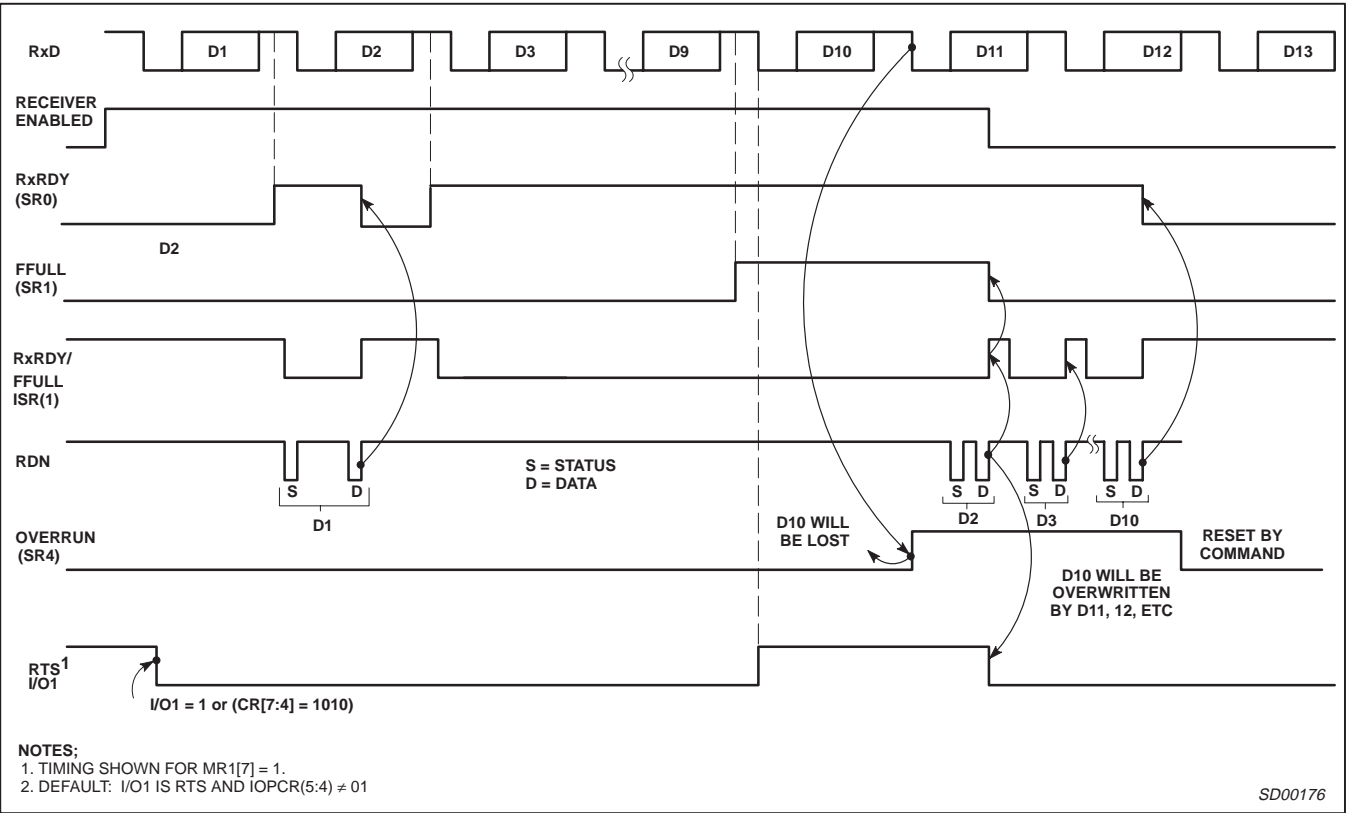 RxD
D1
D2
D3
D9
D10
D11
D12
D13
RECEIVER
ENABLED
RxRDY
(SR0)
D2
FFULL
(SR1)
RxRDY/
FFULL
ISR(1)
RDN
S
D
D1
S = STATUS
D = DATA
S
D
D2
S
D
D3
S
D
D10
OVERRUN
(SR4)
D10 WILL
BE LOST
RESET BY
COMMAND
D10 WILL BE
OVERWRITTEN
BY D11, 12, ETC
RTS1
I/O1
I/O1 = 1 or (CR[7:4] = 1010)
NOTES;
1. TIMING SHOWN FOR MR1[7] = 1.
2. DEFAULT: I/O1 IS RTS AND IOPCR(5:4) ≠ 01
SD00176